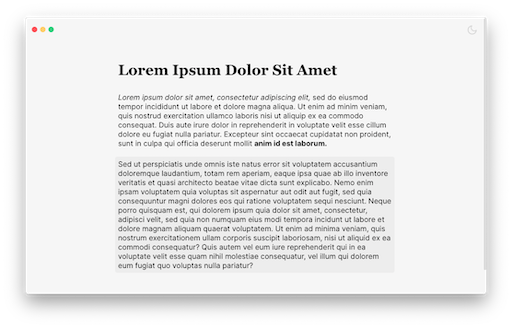 Lorem Ipsum Dolor Sit Amet
Lorem ipsum dolor sit amet, consectetur adipiscing elit, sed do eiusmod
tempor incididunt ut labore et dolore magna aliqua. Ut enim ad minim veniam,
quis nostrud exercitation ullamco laboris nisi ut aliquip ex ea commodo
consequat. Duis aute irure dolor in reprehenderit in voluptate velit esse cillum
dolore eu fugiat nulla pariatur. Excepteur sint occaecat cupidatat non proident,
sunt in culpa qui officia deserunt mollit anim id est laborum.
Sed ut perspiciatis unde omnis iste natus error sit voluptatem accusantium
doloremque laudantium, totam rem aperiam, eaque ipsa quae ab illo inventore
veritatis et quasi architecto beatae vitae dicta sunt explicabo. Nemo enim
ipsam voluptatem quia voluptas sit aspernatur aut odit aut fugit, sed quia
consequuntur magni dolores eos qui ratione voluptatem sequi nesciunt. Neque
porro quisquam est, qui dolorem ipsum quia dolor sit amet, consectetur,
adipisci velit, sed quia non numquam eius modi tempora incidunt ut labore et
dolore magnam aliquam quaerat voluptatem. Ut enim ad minima veniam, quis
nostrum exercitationem ullam corporis suscipit laboriosam, nisi ut aliquid ex ea
commodi consequatur? Quis autem vel eum iure reprehenderit qui in ea
voluptate velit esse quam nihil molestiae consequatur, vel illum qui dolorem
eum fugiat quo voluptas nulla pariatur?